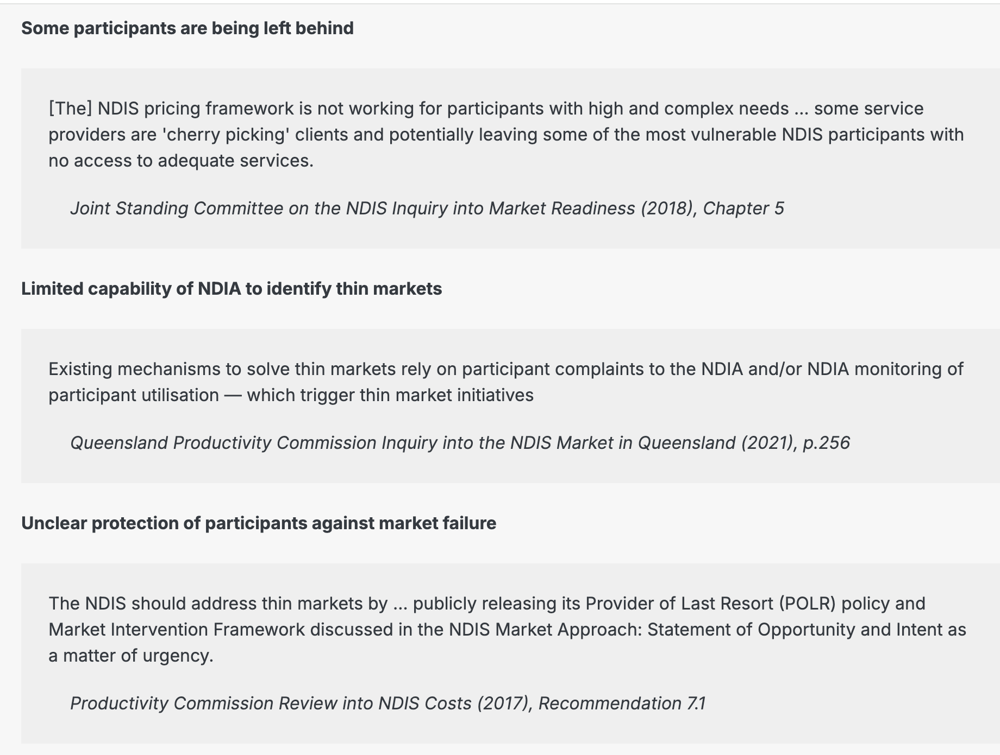 Some participants are being left behind
[The] NDIS pricing framework is not working for participants with high and complex needs ... some service
providers are 'cherry picking' clients and potentially leaving some of the most vulnerable NDIS participants with
no access to adequate services.
Joint Standing Committee on the NDIS Inquiry into Market Readiness (2018), Chapter 5
Limited capability of NDIA to identify thin markets
Existing mechanisms to solve thin markets rely on participant complaints to the NDIA and/or NDIA monitoring of
participant utilisation — which trigger thin market initiatives
Queensland Productivity Commission Inquiry into the NDIS Market in Queensland (2021), p.256
Unclear protection of participants against market failure
The NDIS should address thin markets by ... publicly releasing its Provider of Last Resort (POLR) policy and
Market Intervention Framework discussed in the NDIS Market Approach: Statement of Opportunity and Intent as
a matter of urgency.
Productivity Commission Review into NDIS Costs (2017), Recommendation 7.1